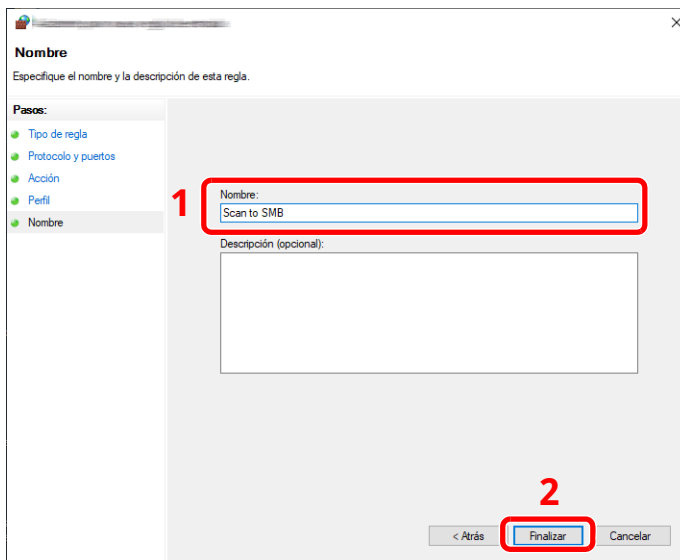 Nombre
Especifique el nombre y la descripción de esta regla.
Pasos:
Tipo de regla
Protocolo y puertos
Acción
Perfil
Nombre
1
Nombre:
Scan to SMB
Descripción (opcional):
2
< Atrás
Finalizar
Cancelar